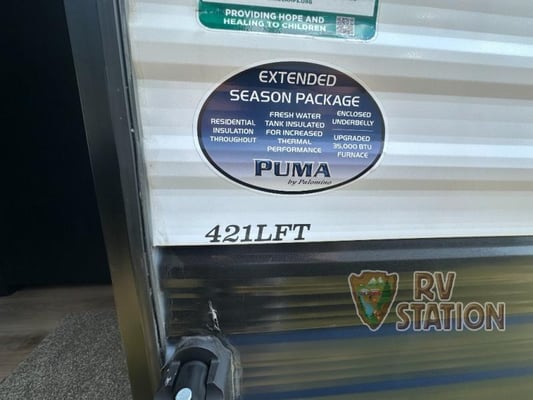 PROVIDING HOPE AND
HEALING TO CHILDREN
EXTENDED
SEASON PACKAGE
RESIDENTIAL
INSULATION
THROUGHOUT
FRESH WATER
TANK INSULATED
FOR INCREASED
THERMAL
PERFORMANCE
ENCLOSED
UNDERBELLY
UPGRADED
35,000 BTU
FURNACE
PUMA
by Palomino
421LFT
RV
STATION